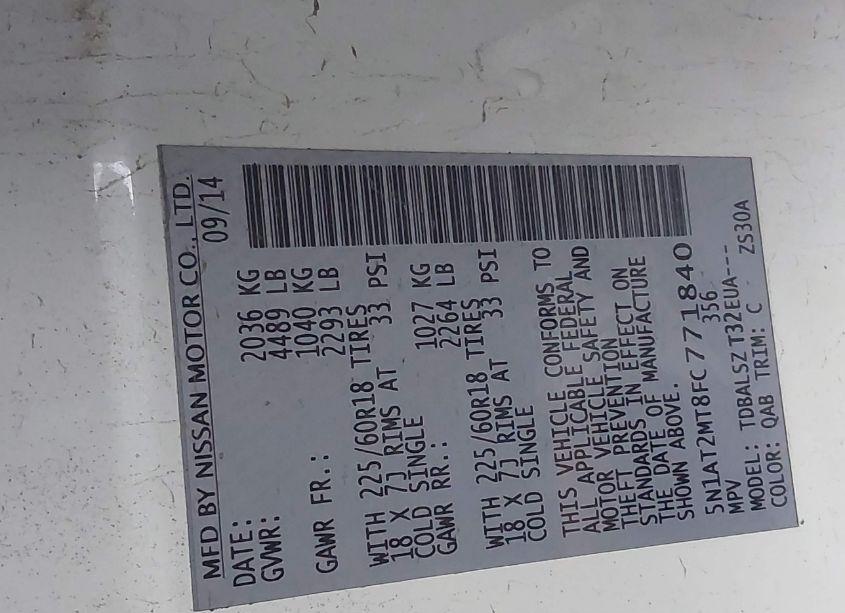 MFD BY NISSAN MOTOR CO., LTD.
DATE: 09/14
GVWR: 2036 KG
4489 LB
GAWR FR.: 1040 KG
2293 LB
WITH 225/60R18 TIRES
18 X 7J RIMS AT 33 PSI
COLD SINGLE
GAWR RR.: 1027 KG
2264 LB
WITH 225/60R18 TIRES
18 X 7J RIMS AT 33 PSI
COLD SINGLE
THIS VEHICLE CONFORMS TO
ALL APPLICABLE FEDERAL
MOTOR VEHICLE SAFETY AND
THEFT PREVENTION
STANDARDS IN EFFECT ON
THE DATE OF MANUFACTURE
SHOWN ABOVE.
5N1AT2MT8FC771840
MPV 356
MODEL: TDBALSZ T32EUA---
COLOR: QAB TRIM: C ZS30A